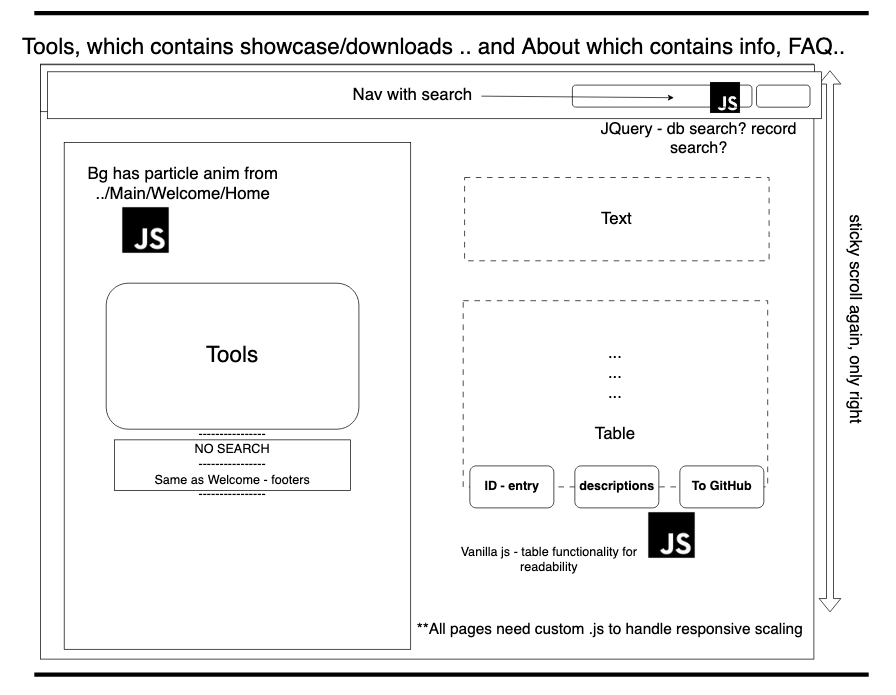 Tools, which contains showcase/downloads .. and About which contains info, FAQ..
Nav with search
JS
JQuery - db search? record
search?
Bg has particle anim from
../Main/Welcome/Home
JS
Text
Tools
----------------
NO SEARCH
----------------
Same as Welcome - footers
----------------
...
...
...
Table
ID - entry
descriptions
To GitHub
JS
Vanilla js - table functionality for
readability
**All pages need custom .js to handle responsive scaling
sticky scroll again, only right